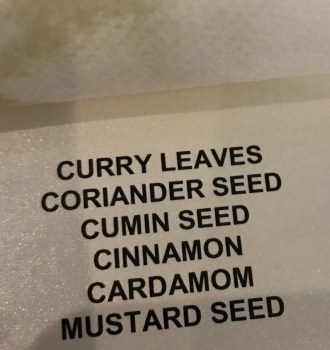 CURRY LEAVES
CORIANDER SEED
CUMIN SEED
CINNAMON
CARDAMOM
MUSTARD SEED